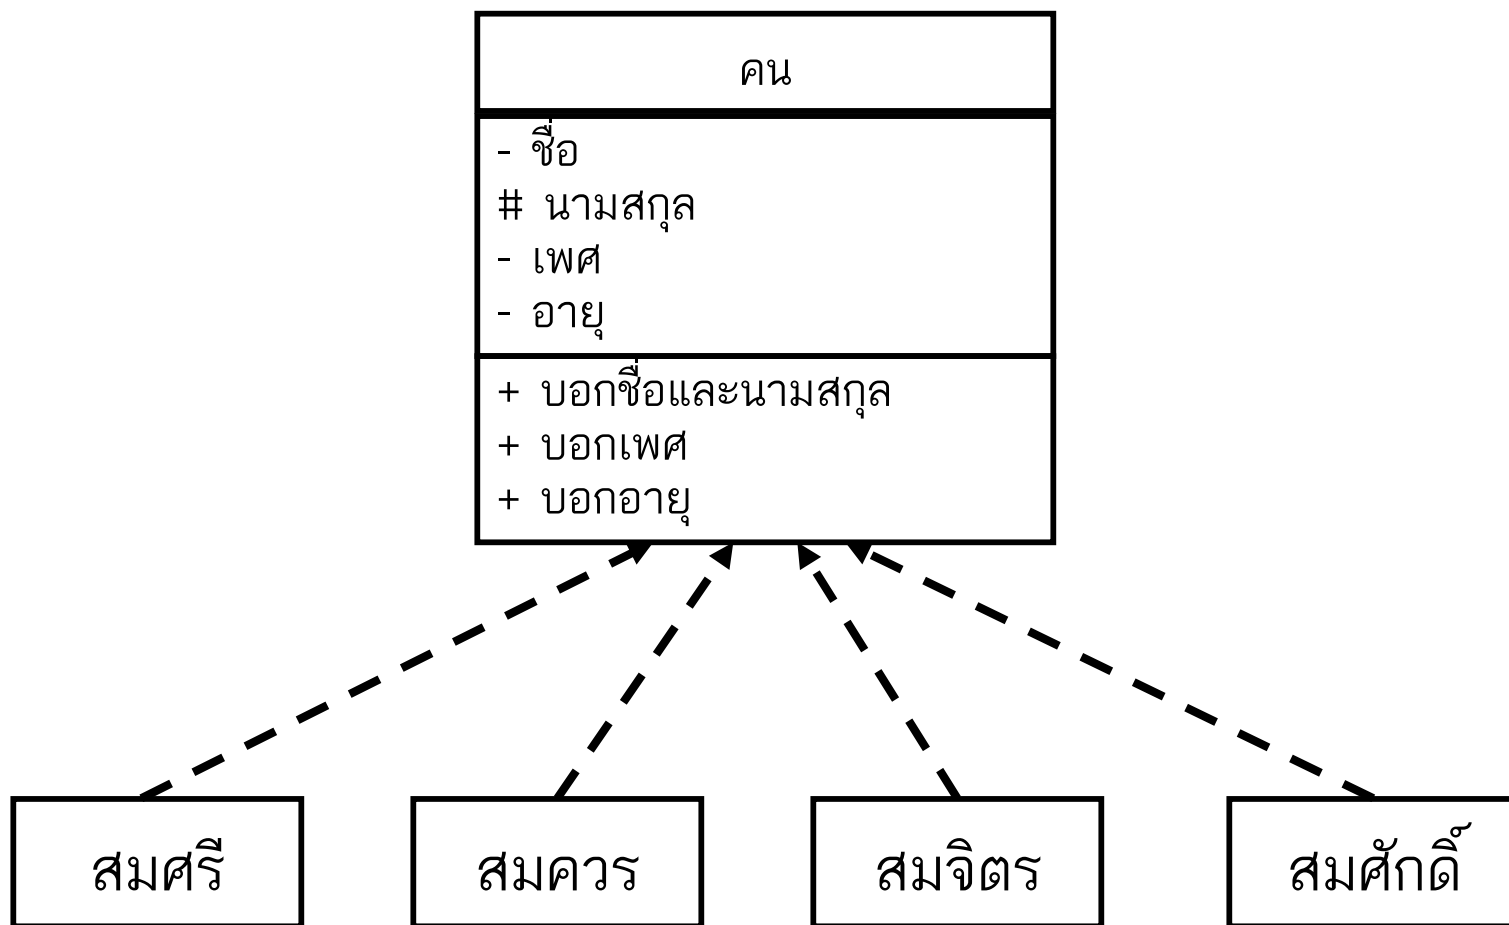 คน
- ชื่อ
# นามสกุล
- เพศ
- อายุ
+ บอกชื่อและนามสกุล
+ บอกเพศ
+ บอกอายุ
สมศรี
สมควร
สมจิตร
สมศักดิ์